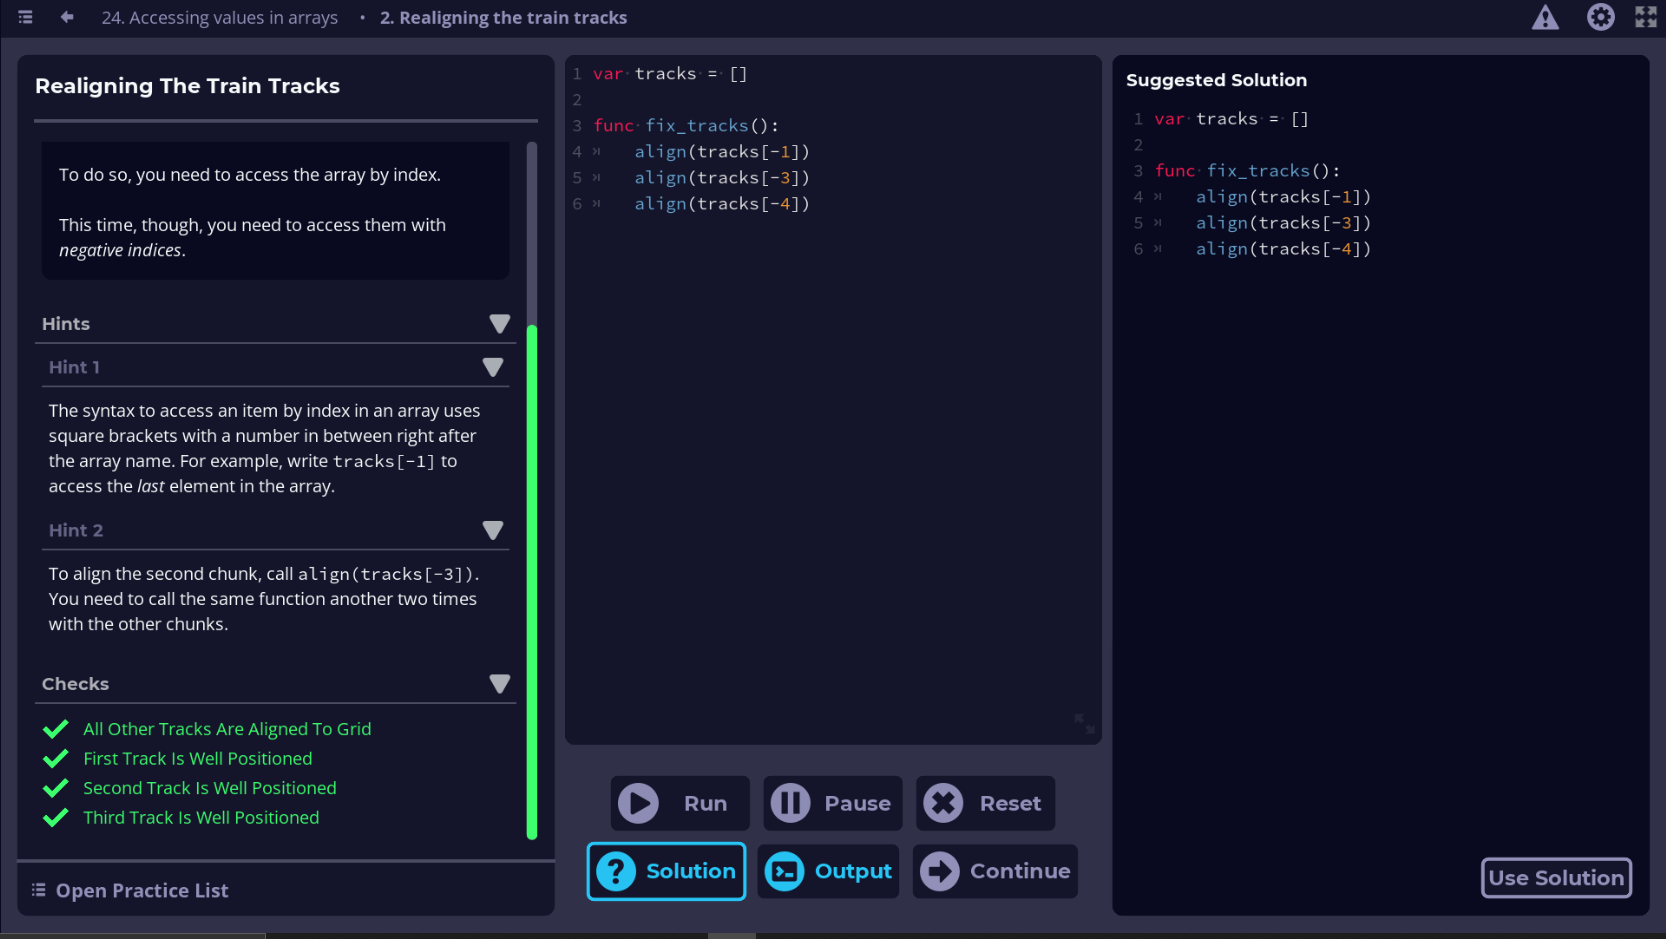 24. Accessing values in arrays • 2. Realigning the train tracks
Realigning The Train Tracks
To do so, you need to access the array by index.
This time, though, you need to access them with
negative indices.
Hints
Hint 1
The syntax to access an item by index in an array uses
square brackets with a number in between right after
the array name. For example, write tracks[-1] to
access the last element in the array.
Hint 2
To align the second chunk, call align(tracks[-3]).
You need to call the same function another two times
with the other chunks.
Checks
All Other Tracks Are Aligned To Grid
First Track Is Well Positioned
Second Track Is Well Positioned
Third Track Is Well Positioned
Open Practice List
1 var tracks = []
2
3 func fix_tracks():
4 align(tracks[-1])
5 align(tracks[-3])
6 align(tracks[-4])
Run
Pause
Reset
Solution
Output
Continue
Suggested Solution
1 var tracks = []
2
3 func fix_tracks():
4 align(tracks[-1])
5 align(tracks[-3])
6 align(tracks[-4])
Use Solution